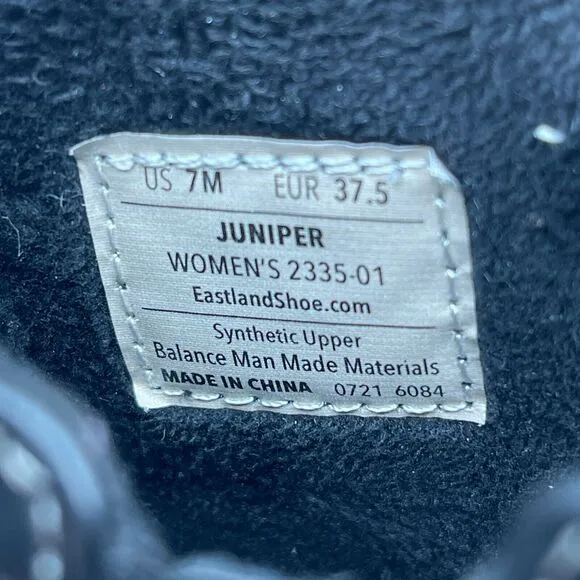 US 7M EUR 37.5
JUNIPER
WOMEN'S 2335-01
EastlandShoe.com
Synthetic Upper
Balance Man Made Materials
MADE IN CHINA 0721 6084